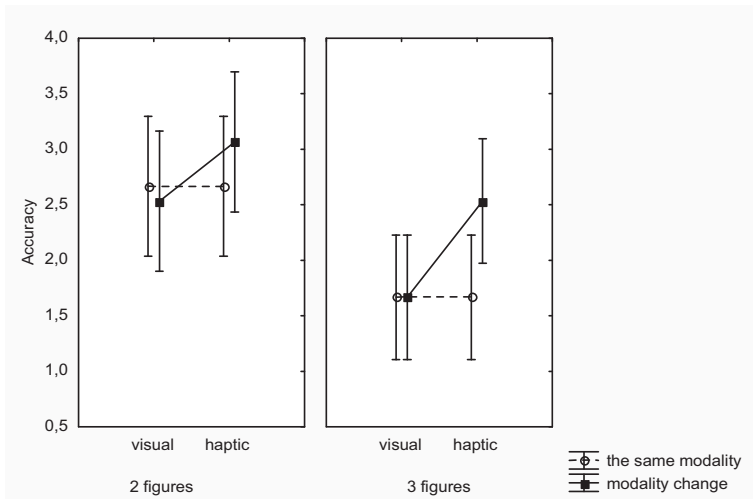 4,0
3,5
3,0
2,5
2,0
1,5
1,0
0,5
Accuracy
visual haptic visual haptic
2 figures 3 figures
the same modality
modality change